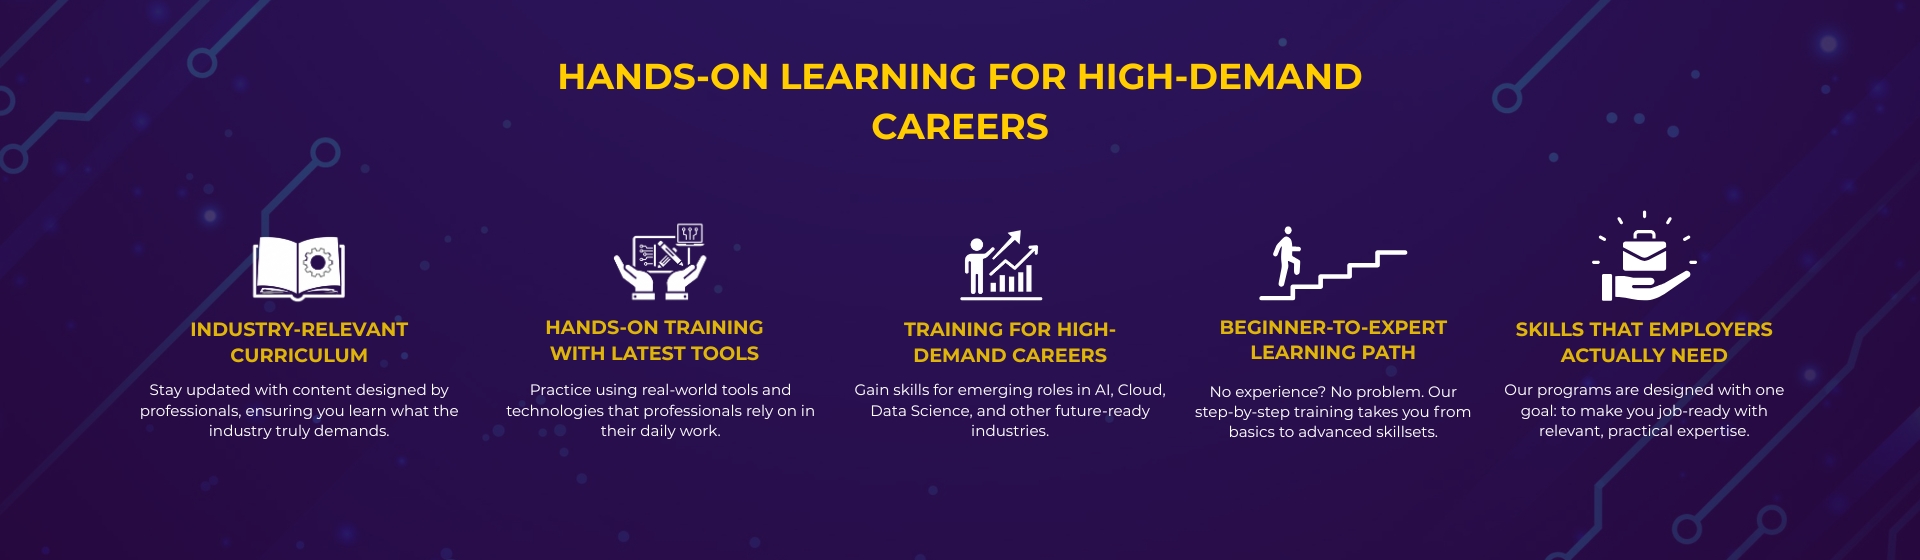 HANDS-ON LEARNING FOR HIGH-DEMAND
CAREERS
INDUSTRY-RELEVANT
CURRICULUM
Stay updated with content designed by
professionals, ensuring you learn what the
industry truly demands.
HANDS-ON TRAINING
WITH LATEST TOOLS
Practice using real-world tools and
technologies that professionals rely on in
their daily work.
TRAINING FOR HIGH-
DEMAND CAREERS
Gain skills for emerging roles in AI, Cloud,
Data Science, and other future-ready
industries.
BEGINNER-TO-EXPERT
LEARNING PATH
No experience? No problem. Our
step-by-step training takes you from
basics to advanced skillsets.
SKILLS THAT EMPLOYERS
ACTUALLY NEED
Our programs are designed with one
goal: to make you job-ready with
relevant, practical expertise.